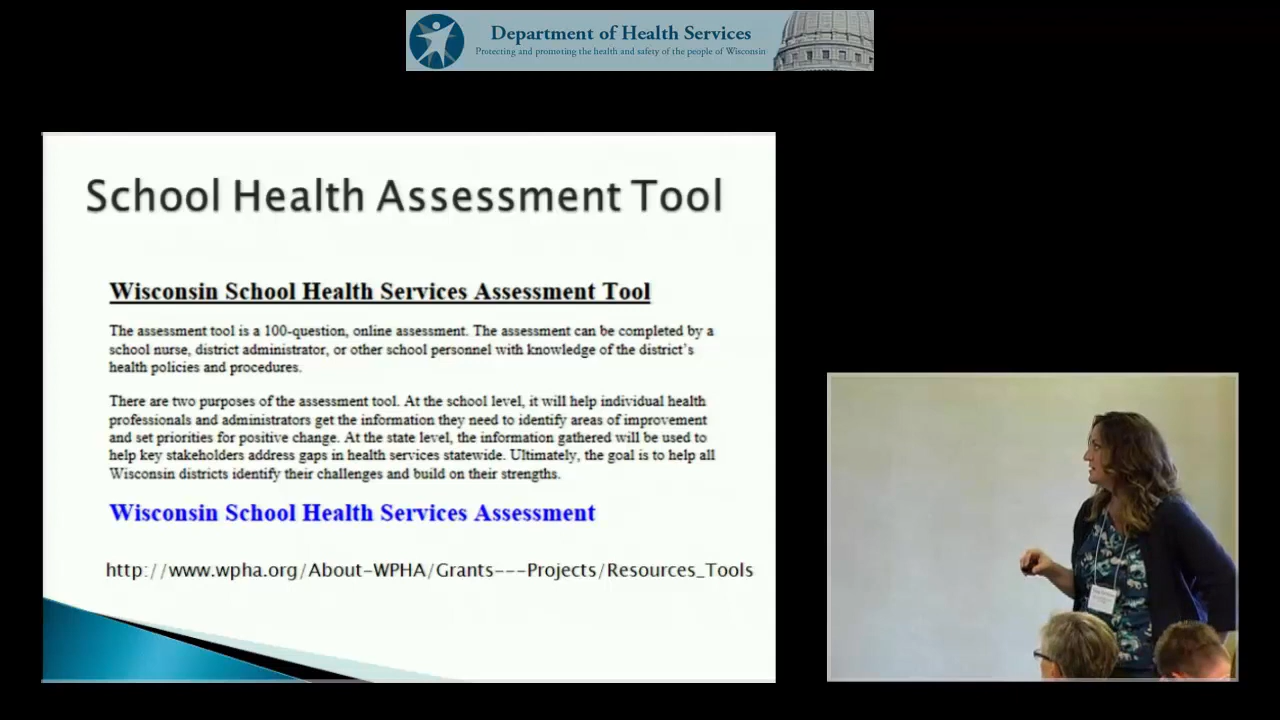 Department of Health Services
Protecting and promoting the health and safety of the people of Wisconsin
School Health Assessment Tool
Wisconsin School Health Services Assessment Tool
The assessment tool is a 100-question, online assessment. The assessment can be completed by a
school nurse, district administrator, or other school personnel with knowledge of the district's
health policies and procedures.
There are two purposes of the assessment tool. At the school level, it will help individual health
professionals and administrators get the information they need to identify areas of improvement
and set priorities for positive change. At the state level, the information gathered will be used to
help key stakeholders address gaps in health services statewide. Ultimately, the goal is to help all
Wisconsin districts identify their challenges and build on their strengths.
Wisconsin School Health Services Assessment
http://www.wpha.org/About-WPHA/Grants---Projects/Resources_Tools